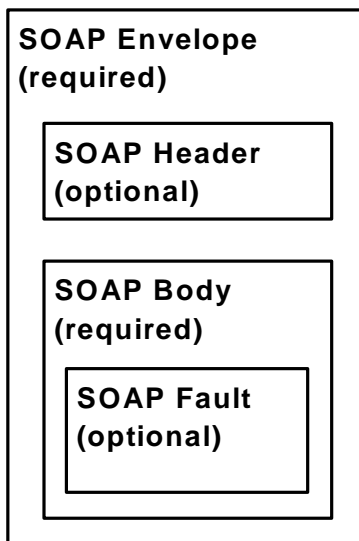 SOAP Envelope
(required)
SOAP Header
(optional)
SOAP Body
(required)
SOAP Fault
(optional)